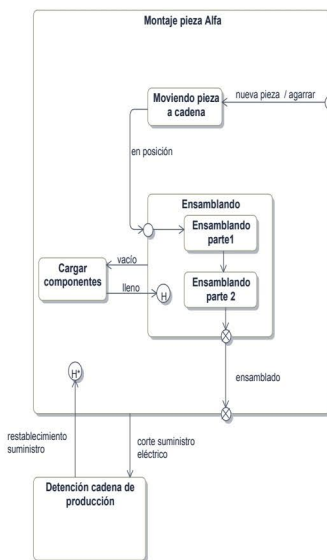 Montaje pieza Alfa
Moviendo pieza
a cadena
nueva pieza / agarrar
en posición
Ensamblando
Ensamblando
parte1
vacío
Cargar
componentes
lleno
H
Ensamblando
parte 2
ensamblado
H*
restablecimiento
suministro
corte suministro
eléctrico
Detención cadena de
producción